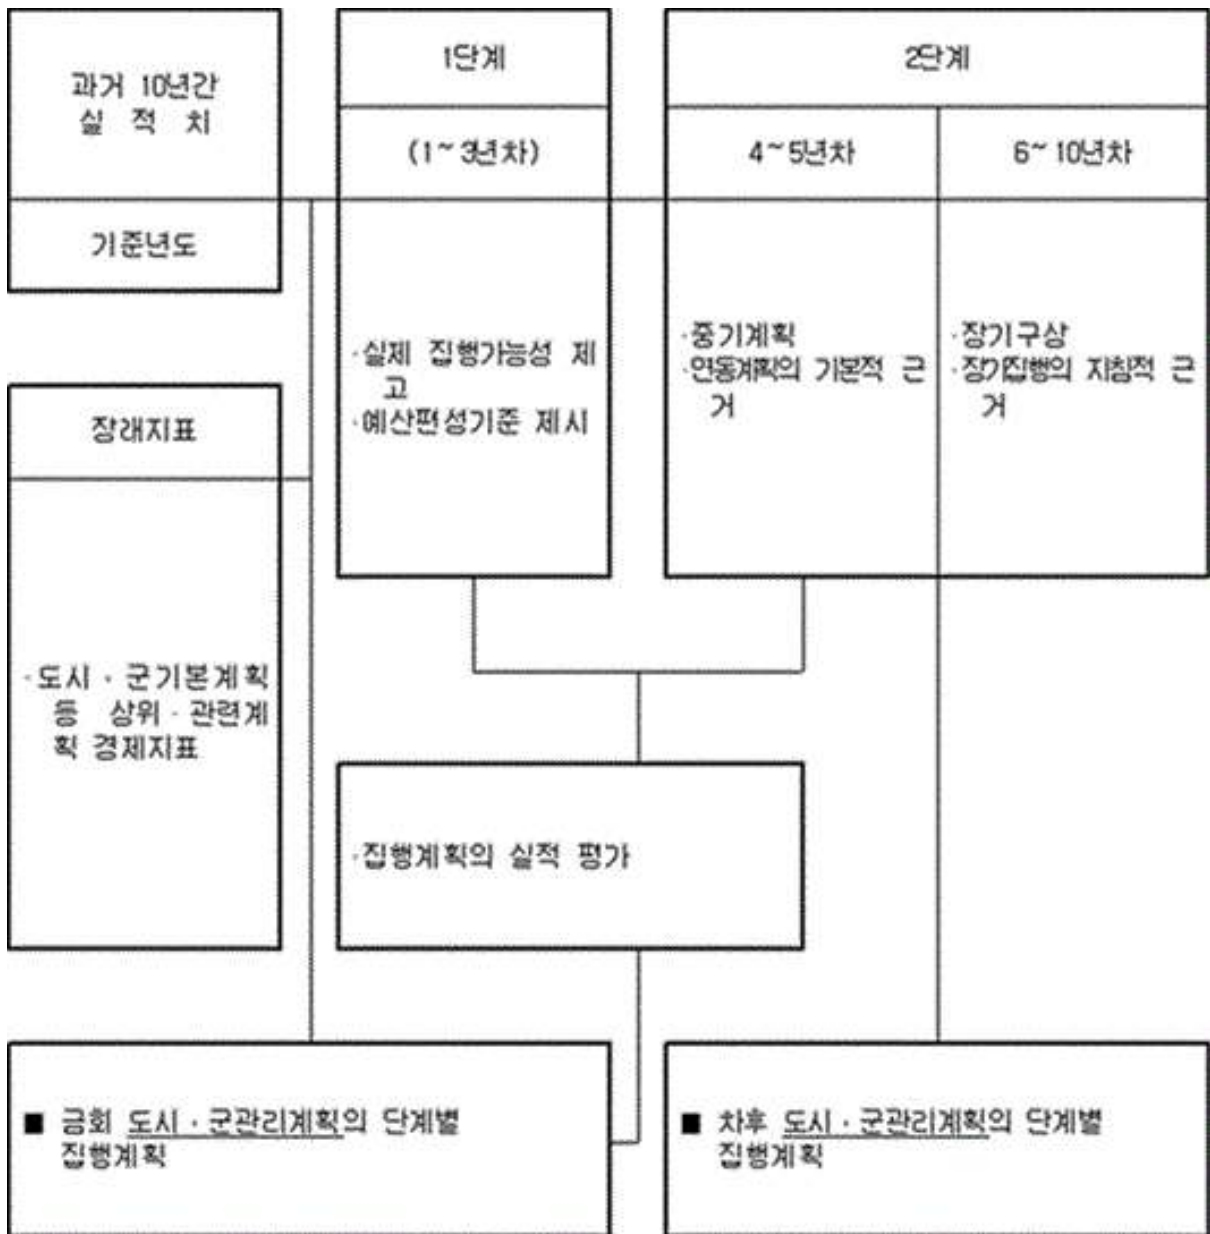 과거 10년간
실 적 치
기준년도
1단계
(1~3년차)
2단계
4~5년차
6~10년차
·실제 집행가능성 제
고
·예산편성기준 제시
·중기계획
·연동계획의 기본적 근
거
·장기구상
·장기집행의 지침적 근
거
장래지표
·도시·군기본계획
등 상위·관련계
획 경제지표
·집행계획의 실적 평가
■ 금회 도시·군관리계획의 단계별
집행계획
■ 차후 도시·군관리계획의 단계별
집행계획